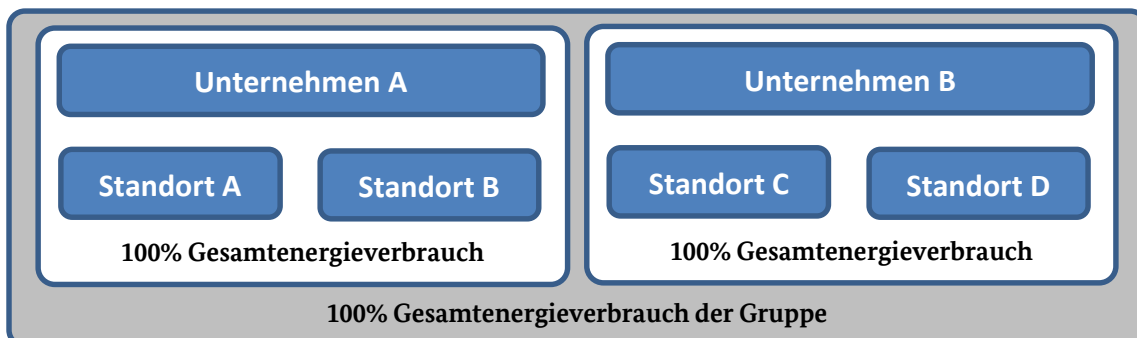 Unternehmen A
Unternehmen B
Standort A
Standort B
Standort C
Standort D
100% Gesamtenergieverbrauch
100% Gesamtenergieverbrauch
100% Gesamtenergieverbrauch der Gruppe